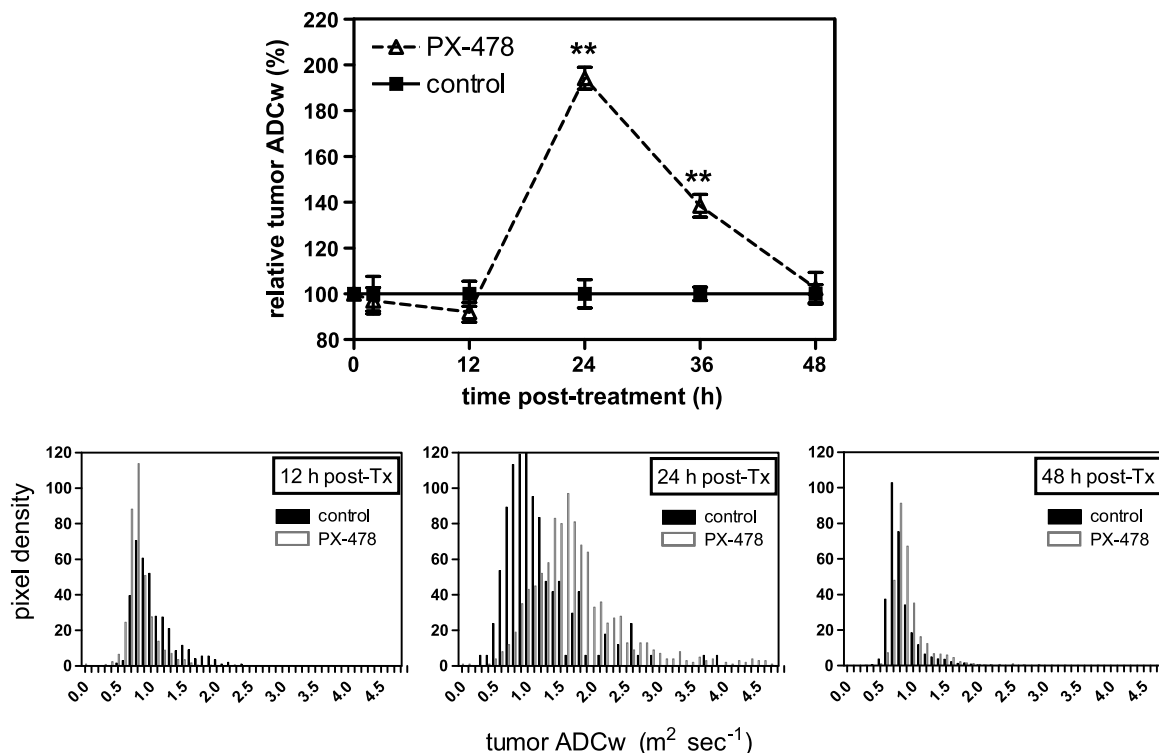 220
200
180
160
140
120
100
80
relative tumor ADCw (%)
PX-478
control
**
**
0 12 24 36 48
time post-treatment (h)
120
100
80
60
40
20
0
pixel density
12 h post-Tx
control
PX-478
0.0 0.5 1.0 1.5 2.0 2.5 3.0 3.5 4.0 4.5
120
100
80
60
40
20
0
24 h post-Tx
control
PX-478
0.0 0.5 1.0 1.5 2.0 2.5 3.0 3.5 4.0 4.5
120
100
80
60
40
20
0
48 h post-Tx
control
PX-478
0.0 0.5 1.0 1.5 2.0 2.5 3.0 3.5 4.0 4.5
tumor ADCw (m² sec⁻¹)